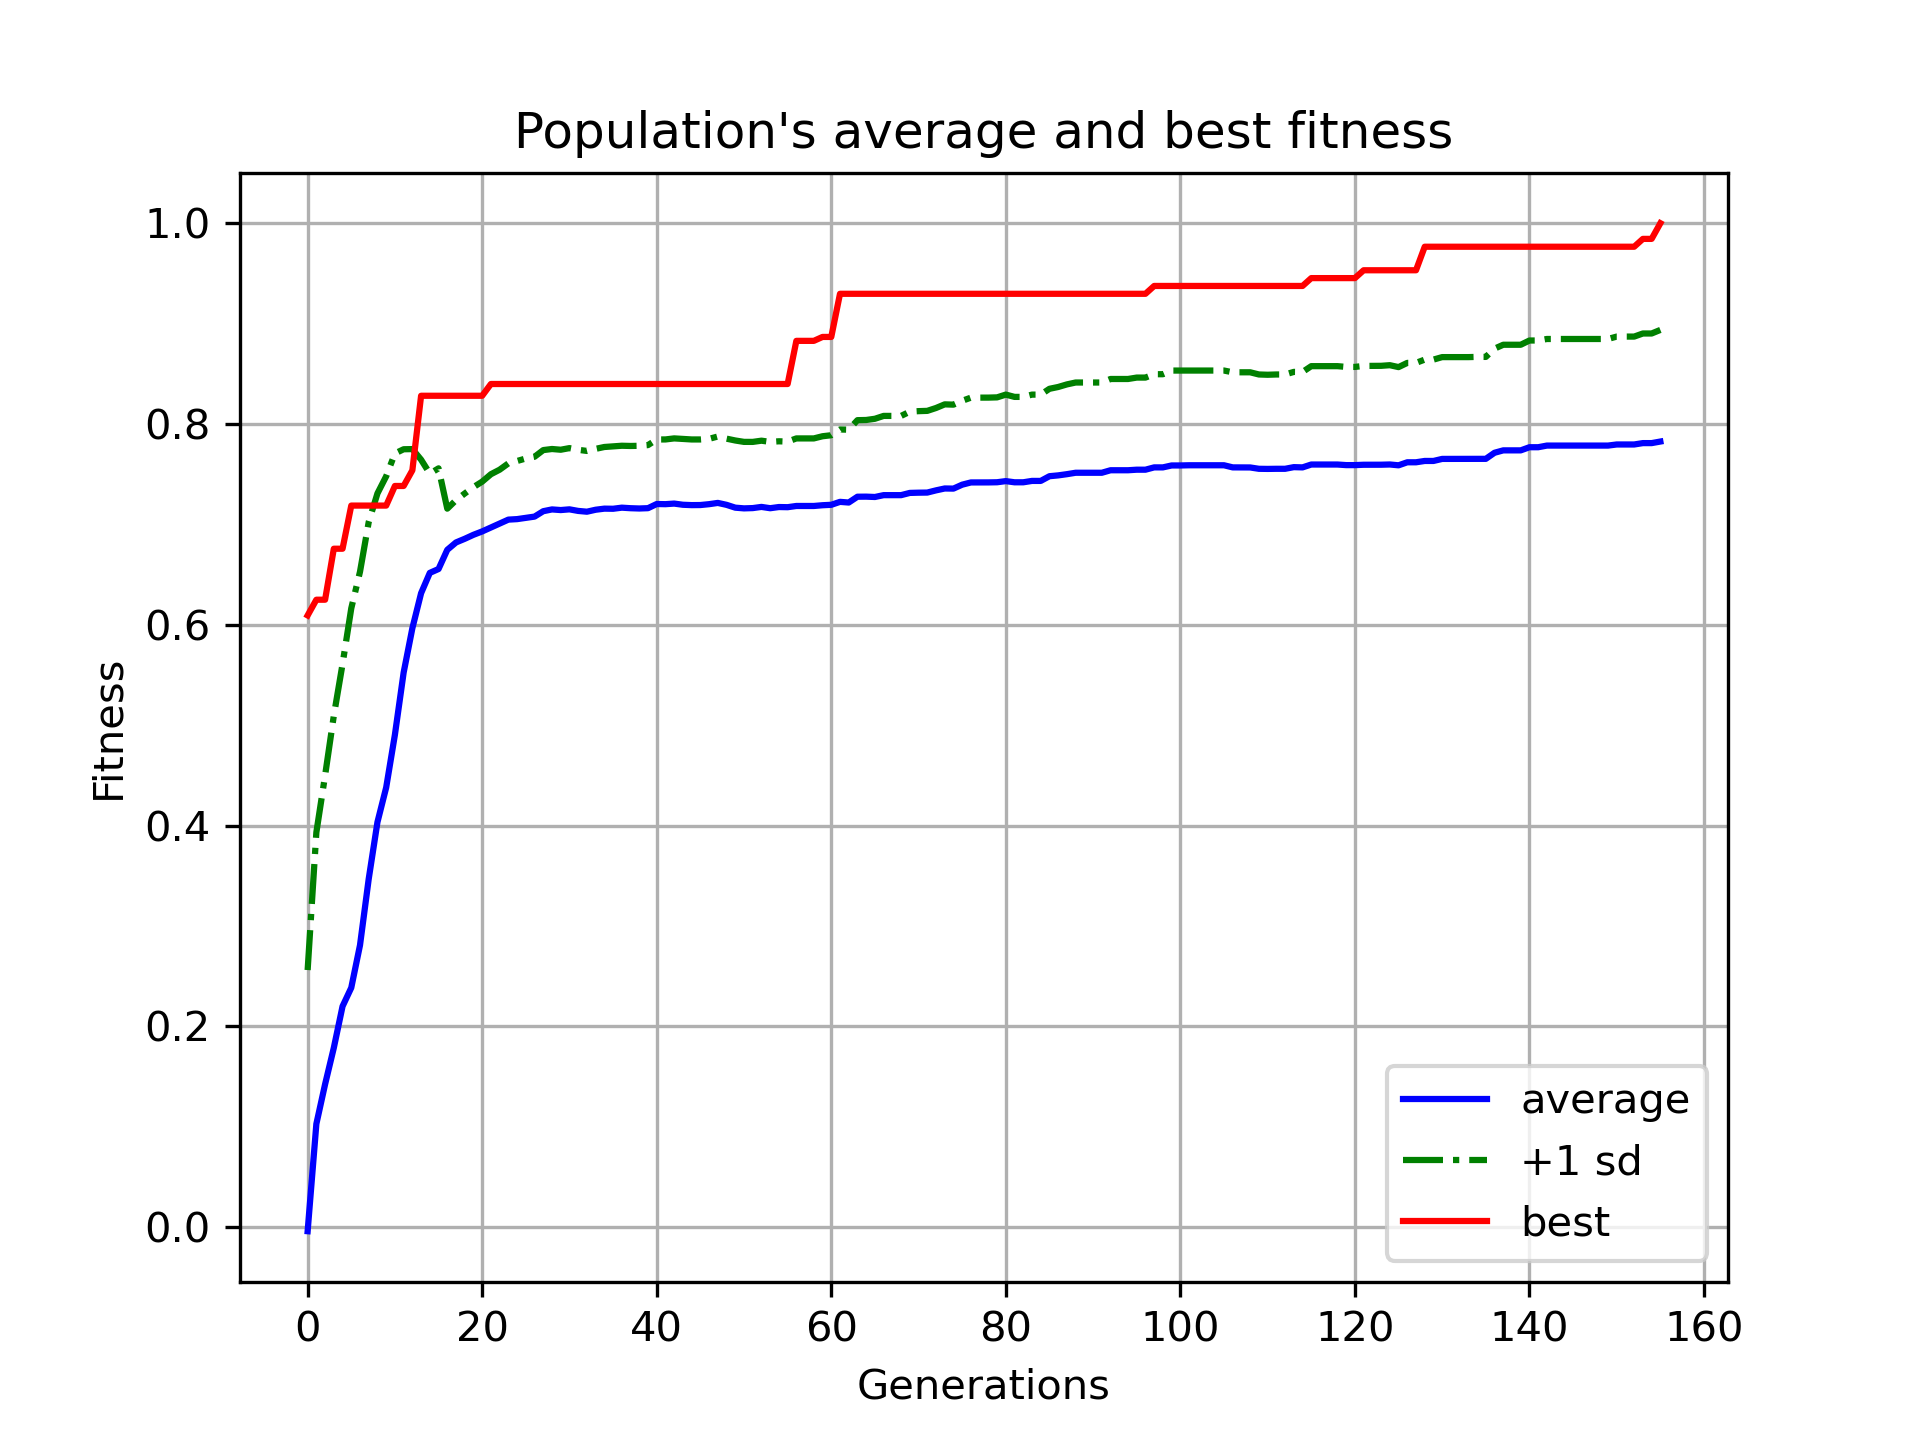 Population's average and best fitness
1.0
0.8
0.6
0.4
0.2
0.0
Fitness
average
+1 sd
best
0 20 40 60 80 100 120 140 160
Generations